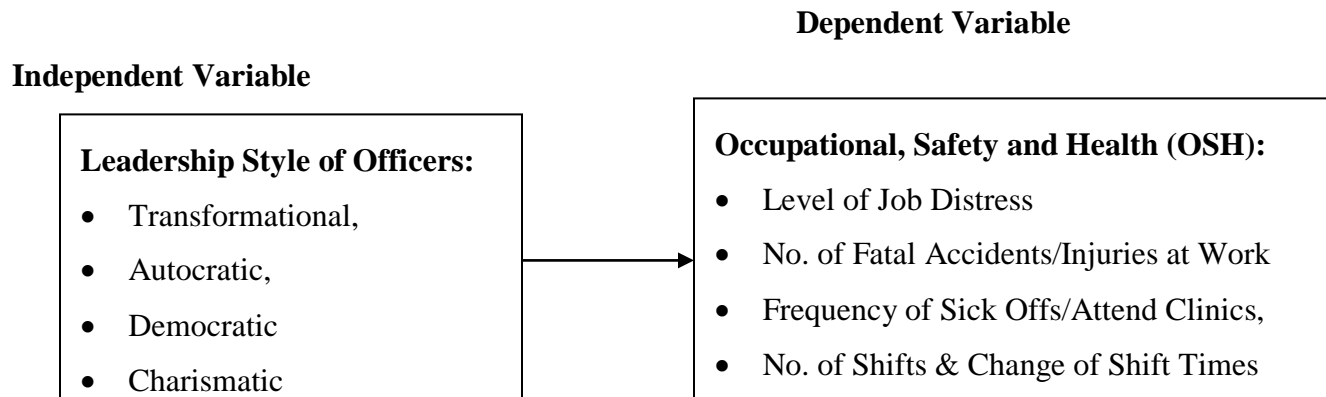 Dependent Variable
Independent Variable
Leadership Style of Officers:
• Transformational,
• Autocratic,
• Democratic
• Charismatic
Occupational, Safety and Health (OSH):
• Level of Job Distress
• No. of Fatal Accidents/Injuries at Work
• Frequency of Sick Offs/Attend Clinics,
• No. of Shifts & Change of Shift Times